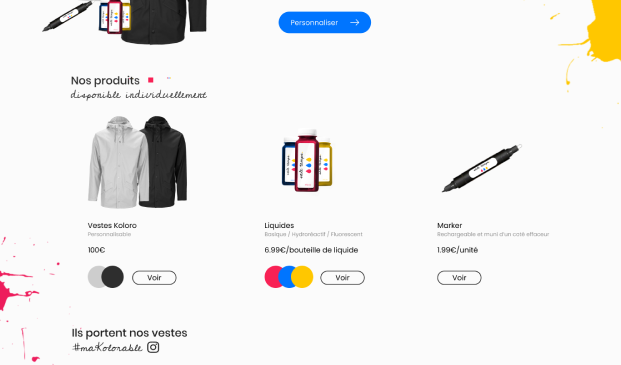 Personnaliser
Nos produits
disponible individuellement
Vestes Koloro
Personnalisable
100€
Voir
Liquides
Basique / Hydroréactif / Fluorescent
6.99€/bouteille de liquide
Voir
Marker
Rechargeable et muni d'un coté effaceur
1.99€/unité
Voir
Ils portent nos vestes
#maKolorable